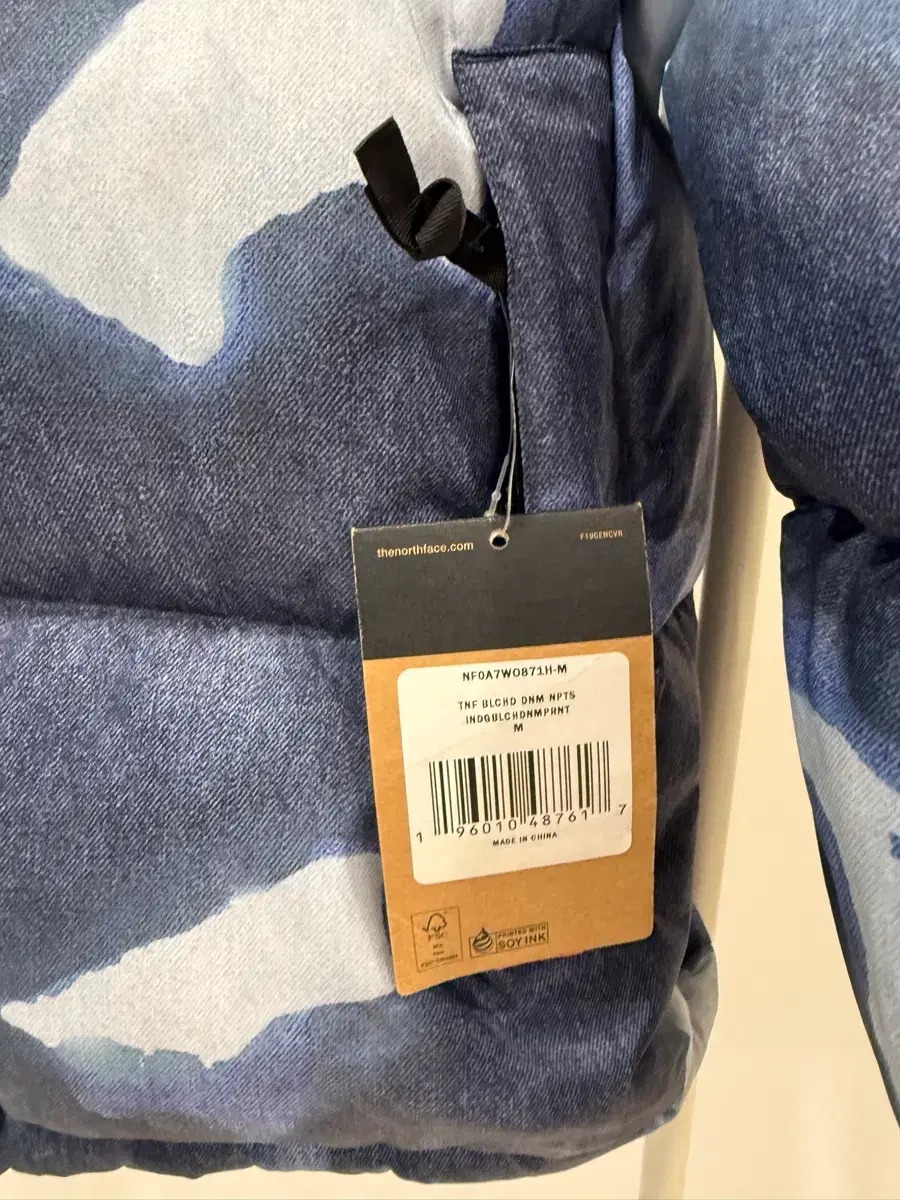 thenorthface.com
F19GENCVR
NF0A7WO871H-M
TNF BLCHD DNM NPTS
INDGBLCHDNMPRNT
M
1 96010 48761 7
MADE IN CHINA
FSC
PRINTED WITH
SOY INK